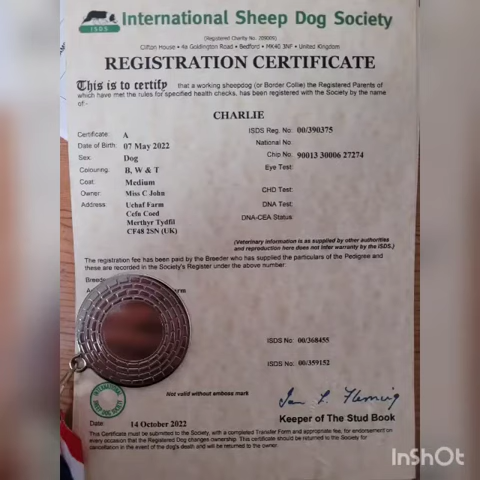 International Sheep Dog Society
ISDS
(Registered Charity No. 209009)
Clifton House • 4a Goldington Road • Bedford • MK40 3NF • United Kingdom
REGISTRATION CERTIFICATE
This is to certify that a working sheepdog (or Border Collie) the Registered Parents of
which have met the rules for specified health checks, has been registered with the Society by the name
of -
CHARLIE
Certificate: A
ISDS Reg. No: 00/390375
Date of Birth: 07 May 2022
National No:
Sex: Dog
Chip No: 90013 30006 27274
Colouring: B, W & T
Eye Test:
Coat: Medium
Owner: Miss C John
CHD Test:
Address: Uchaf Farm
DNA Test:
Cefn Coed
DNA-CEA Status
Merthyr Tydfil
CF48 2SN (UK)
(Veterinary information is as supplied by other authorities
and reproduction here does not infer warranty by the ISDS.)
The registration fee has been paid by the Breeder who has supplied the particulars of the Pedigree and
these are recorded in the Society's Register under the above number.
ISDS No: 00/368455
ISDS No: 00/359152
Not valid without emboss mark
Keeper of The Stud Book
Date: 14 October 2022
This Certificate must be submitted to the Society, with a completed Transfer Form and appropriate fee, for endorsement on
every occasion that the Registered Dog changes ownership. This certificate should be returned to the Society for
cancellation in the event of the dog's death and will be returned to the owner.
InShOt